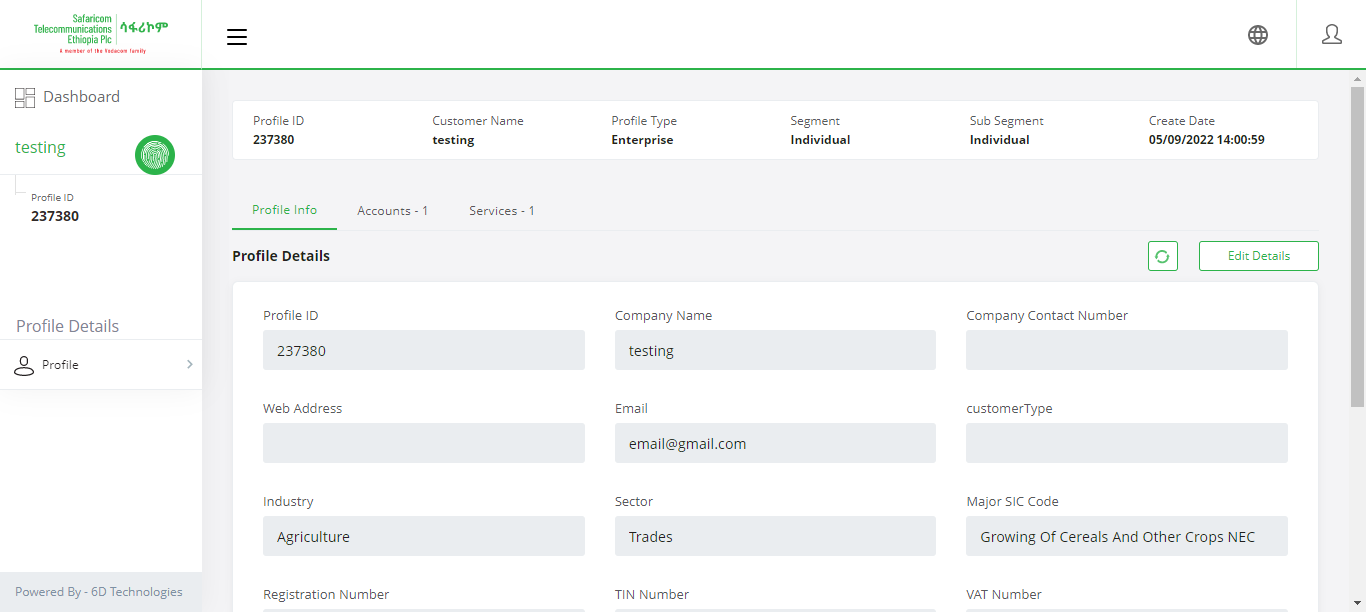 Safaricom
Telecommunications
Ethiopia Plc
ሳፋሪኮም
A member of the Vodacom family
Dashboard
testing
Profile ID
237380
Profile Details
Profile
Powered By - 6D Technologies
Profile ID
237380
Customer Name
testing
Profile Type
Enterprise
Segment
Individual
Sub Segment
Individual
Create Date
05/09/2022 14:00:59
Profile Info
Accounts - 1
Services - 1
Profile Details
Edit Details
Profile ID
237380
Company Name
testing
Company Contact Number
Web Address
Email
email@gmail.com
customerType
Industry
Agriculture
Sector
Trades
Major SIC Code
Growing Of Cereals And Other Crops NEC
Registration Number
TIN Number
VAT Number